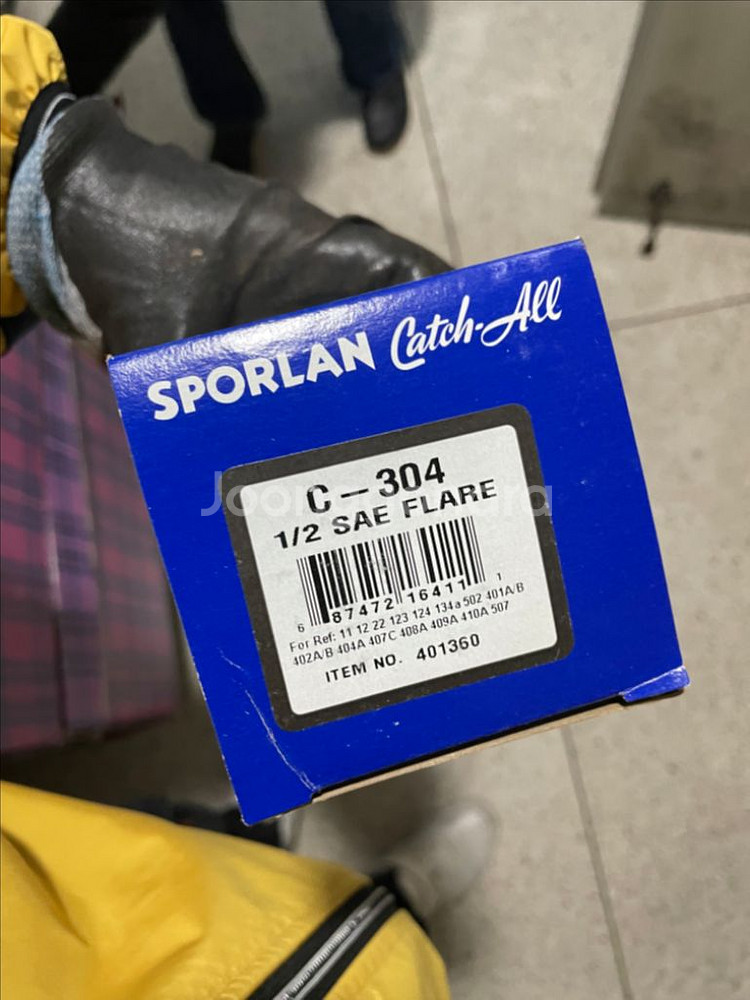 SPORLAN Catch-All
C-304
1/2 SAE FLARE
6 87472 16411 1
For Ref: 11 12 22 123 124 134a 502 401A/B
402A/B 404A 407C 408A 409A 410A 507
ITEM NO. 401360